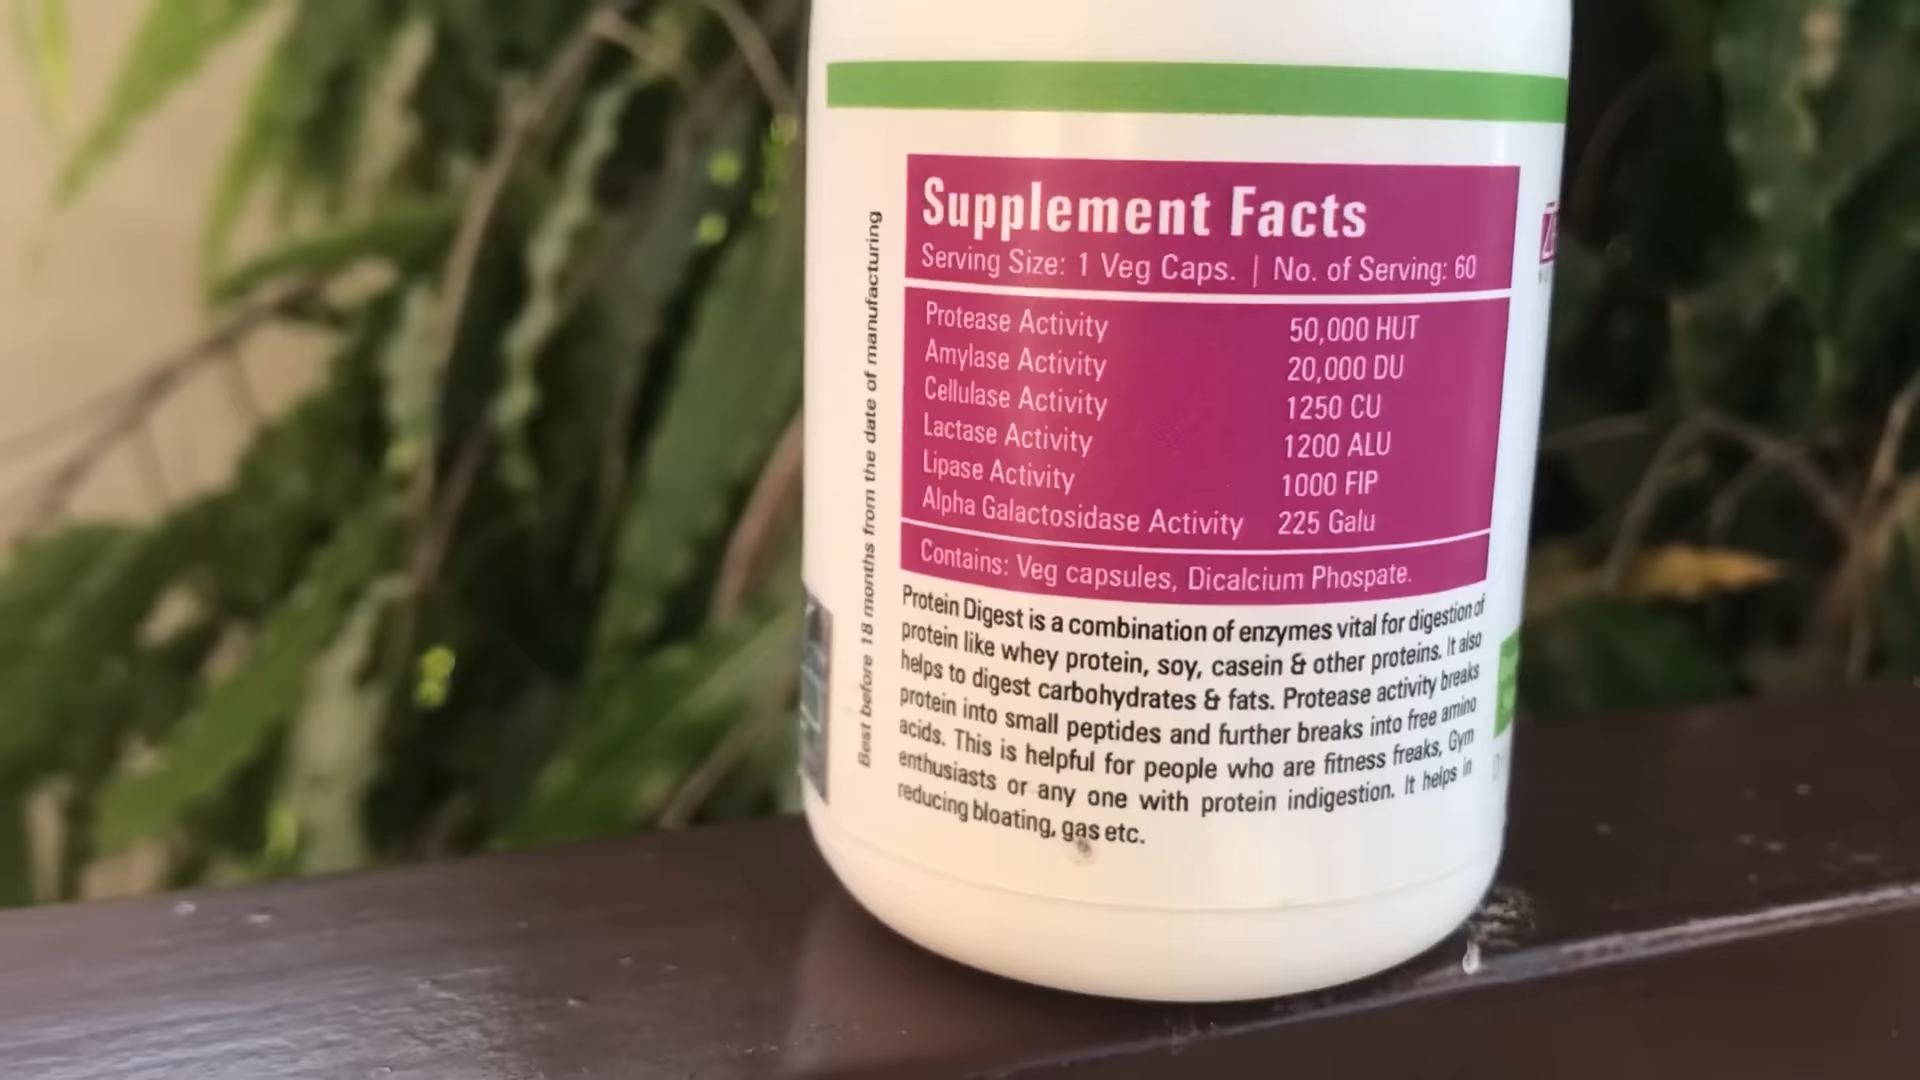 Supplement Facts
Serving Size: 1 Veg Caps. | No. of Serving: 60
Protease Activity 50,000 HUT
Amylase Activity 20,000 DU
Cellulase Activity 1250 CU
Lactase Activity 1200 ALU
Lipase Activity 1000 FIP
Alpha Galactosidase Activity 225 Galu
Contains: Veg capsules, Dicalcium Phospate.
Protein Digest is a combination of enzymes vital for digestion of
protein like whey protein, soy, casein & other proteins. It also
helps to digest carbohydrates & fats. Protease activity breaks
protein into small peptides and further breaks into free amino
acids. This is helpful for people who are fitness freaks, Gym
enthusiasts or any one with protein indigestion. It helps in
reducing bloating, gas etc.
Best before 18 months from the date of manufacturing